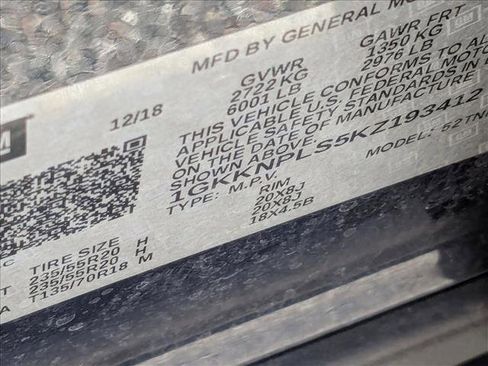 MFD BY GENERAL MO
GM
12/18
GVWR
2722 KG
6001 LB
GAWR FRT
1350 KG
2976 LB
THIS VEHICLE CONFORMS TO AL
APPLICABLE U.S. FEDERAL MOTO
VEHICLE SAFETY STANDARDS IN
ON THE DATE OF MANUFACTURE
SHOWN ABOVE.
1GKKNPLS5KZ193412
TYPE: M.P.V.
MODEL: 52TN
TIRE SIZE
RIM
235/55R20 H
20X8J
235/55R20 H
20X8J
T135/70R18 M
18X4.5B